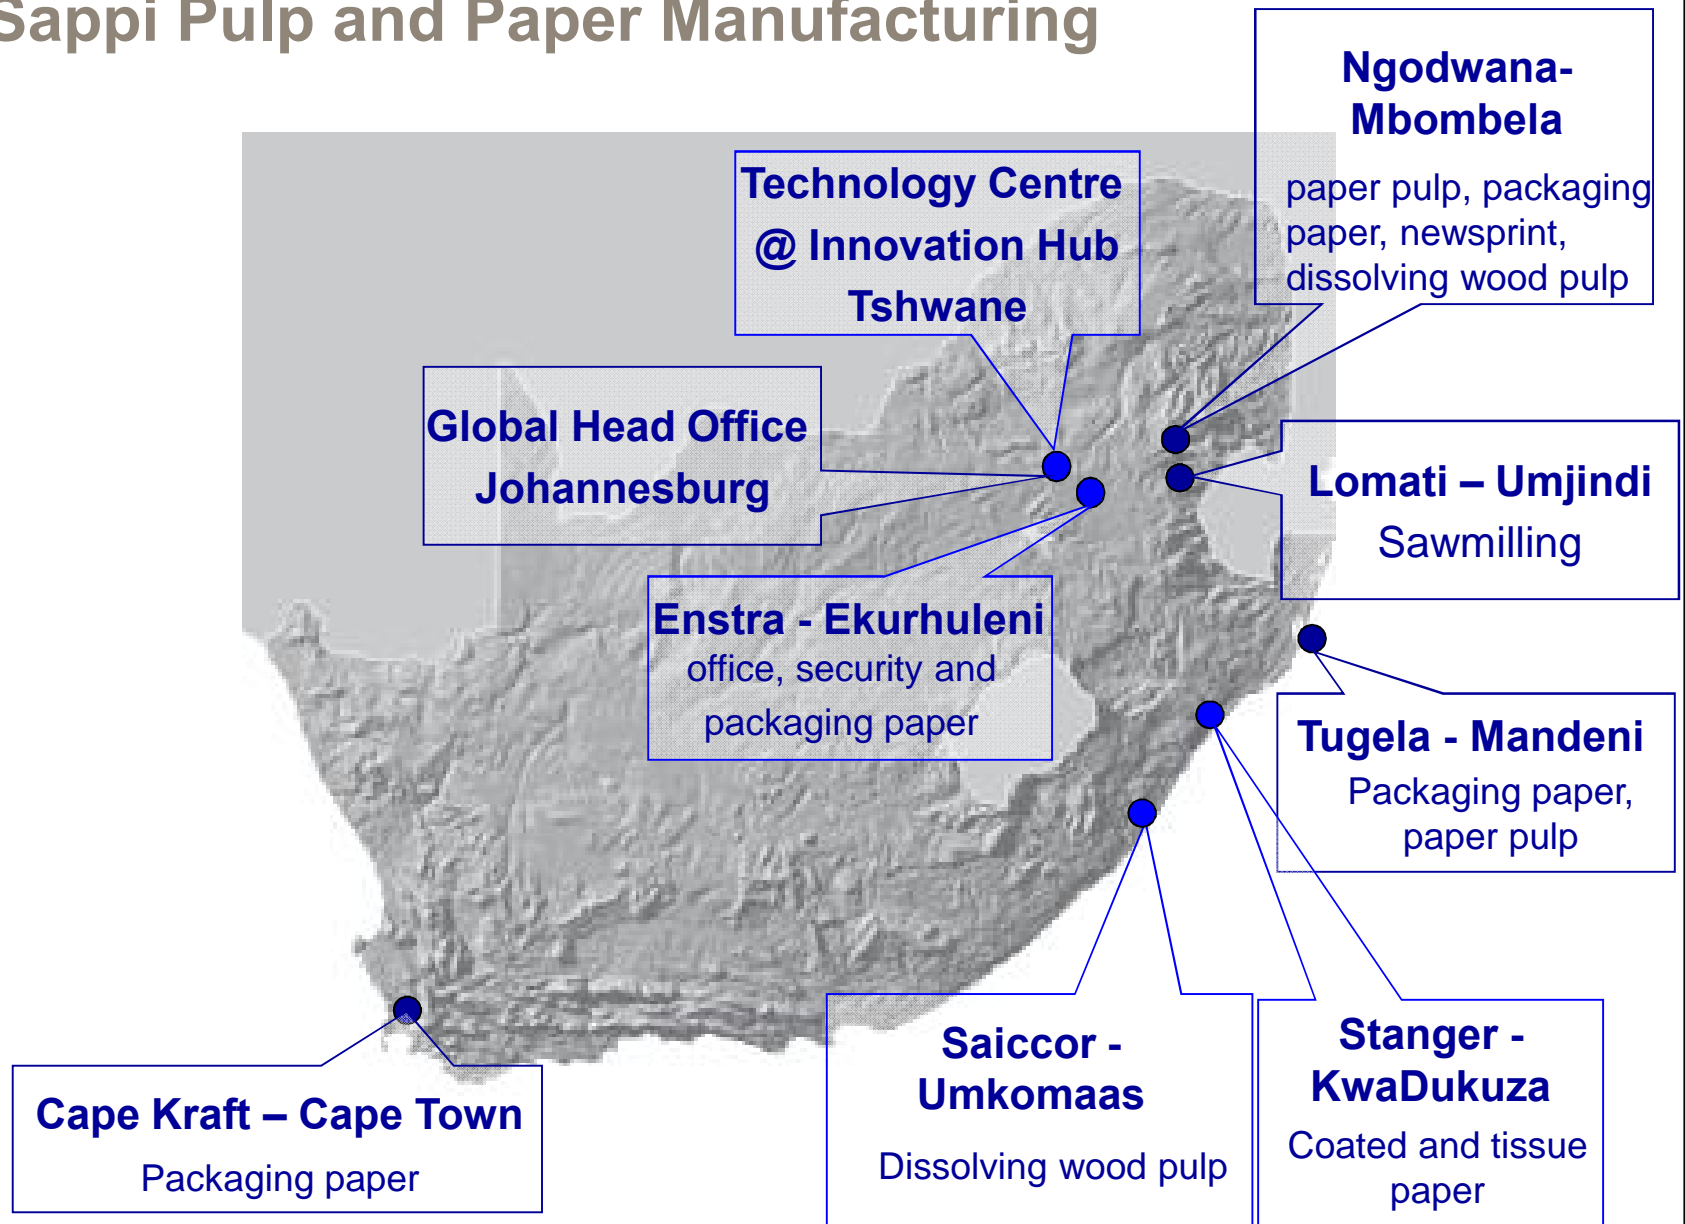 Sappi Pulp and Paper Manufacturing
Ngodwana-
Mbombela
paper pulp, packaging
paper, newsprint,
dissolving wood pulp
Technology Centre
@ Innovation Hub
Tshwane
Global Head Office
Johannesburg
Lomati – Umjindi
Sawmilling
Enstra - Ekurhuleni
office, security and
packaging paper
Tugela - Mandeni
Packaging paper,
paper pulp
Saiccor -
Umkomaas
Dissolving wood pulp
Stanger -
KwaDukuza
Coated and tissue
paper
Cape Kraft – Cape Town
Packaging paper